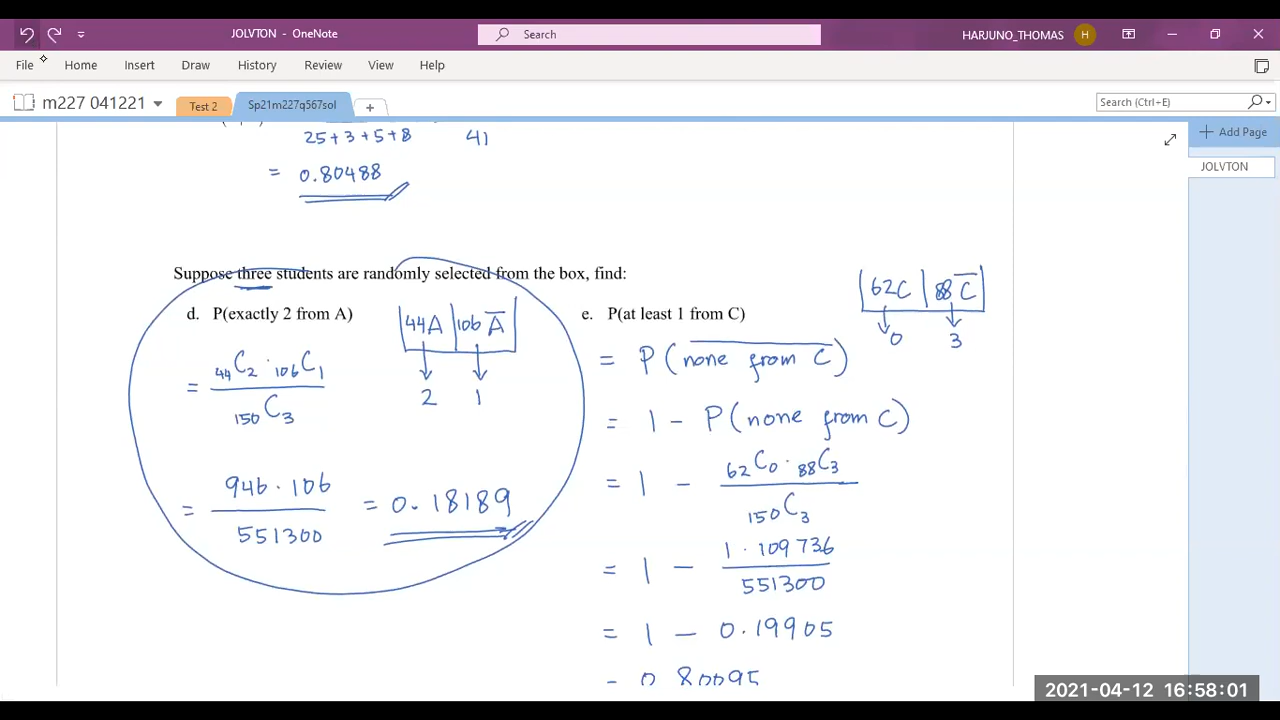 JOLVTON - OneNote
Search
HARJUNO_THOMAS
H
File Home Insert Draw History Review View Help
m227 041221
Test 2
Sp21m227q567sol
Search (Ctrl+E)
Add Page
JOLVTON
25+3+5+8 41
= 0.80488
Suppose three students are randomly selected from the box, find:
d. P(exactly 2 from A)
44A | 106 A̅
2 1
= 44C2 · 106C1
150C3
= 946 · 106
551300
= 0.18189
e. P(at least 1 from C)
62C | 88 C̅
0 3
= P(none from C)
= 1 - P(none from C)
= 1 - 62C0 · 88C3
150C3
= 1 - 1 · 109736
551300
= 1 - 0.19905
= 0.80095
2021-04-12 16:58:01